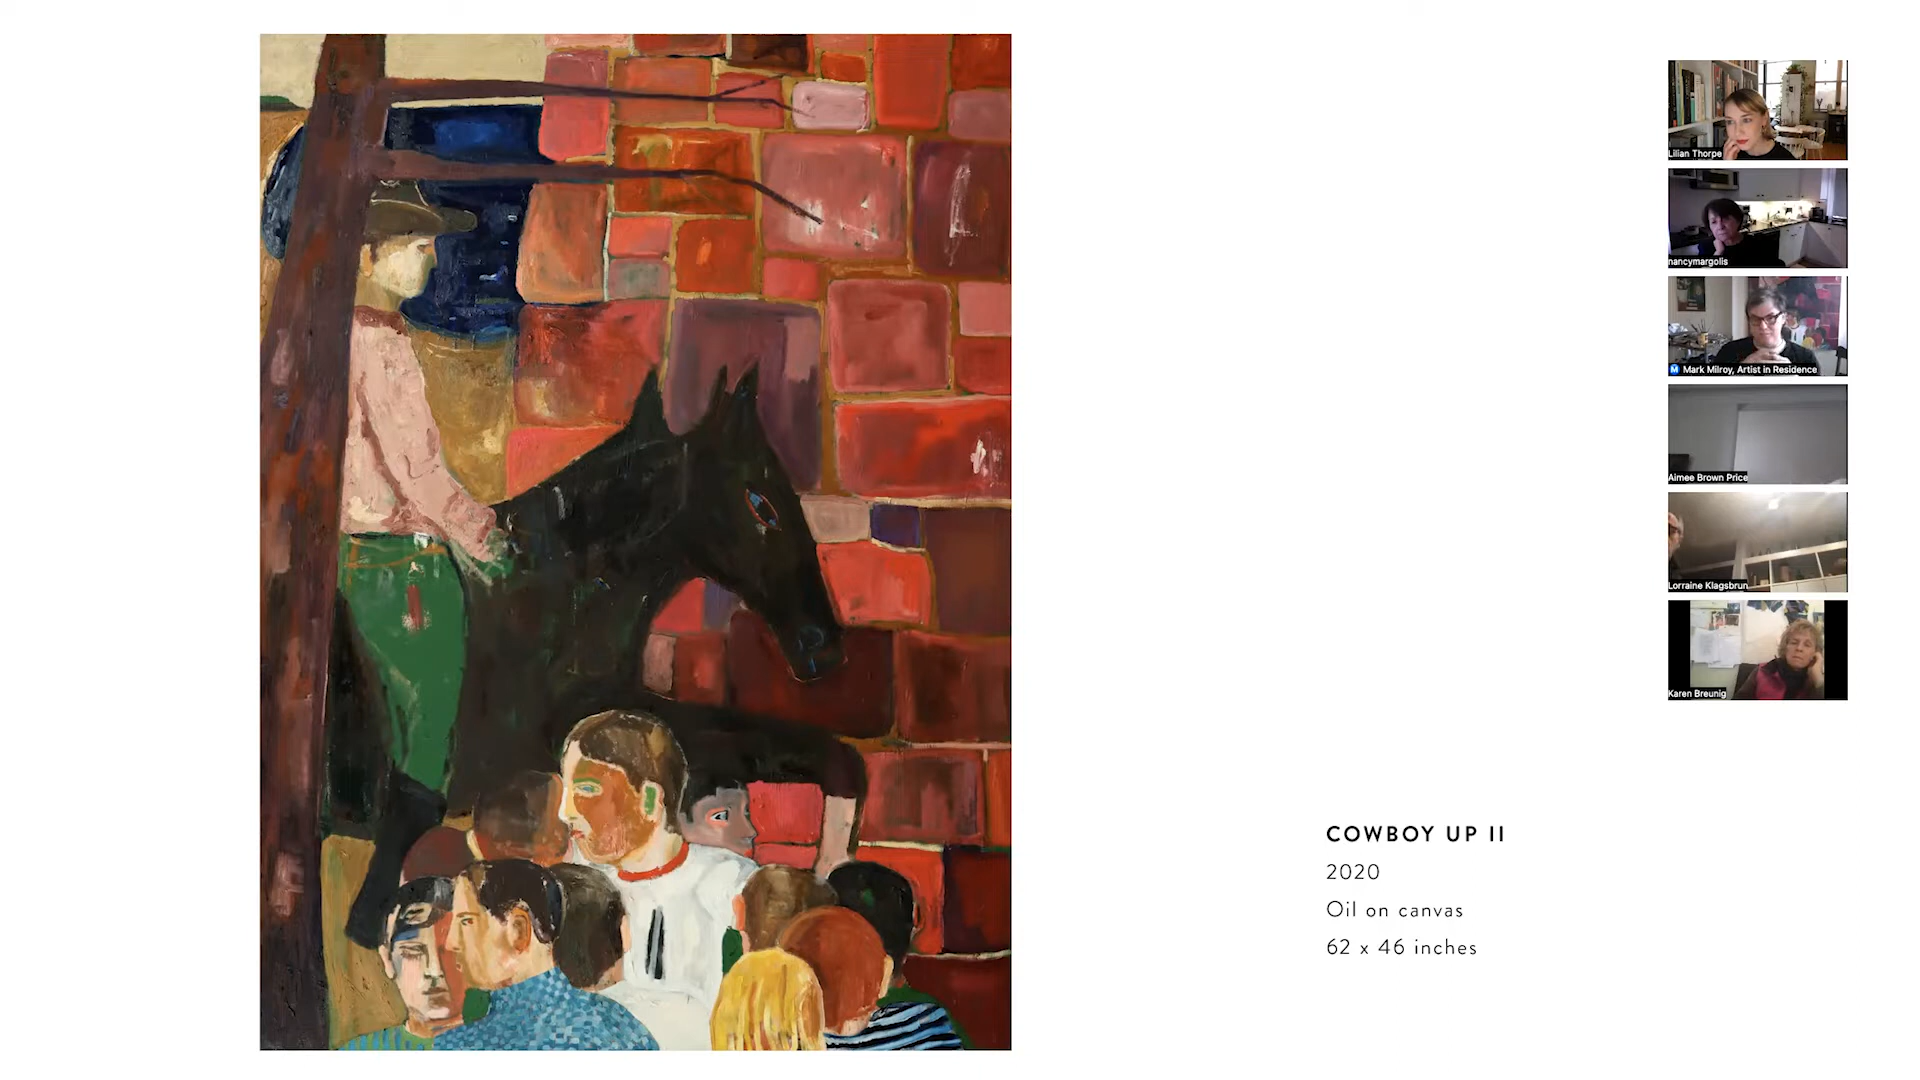 Lilian Thorpe
nancymargolis
M Mark Milroy, Artist in Residence
Aimee Brown Price
Lorraine Klagsbrun
Karen Breunig
COWBOY UP II
2020
Oil on canvas
62 x 46 inches